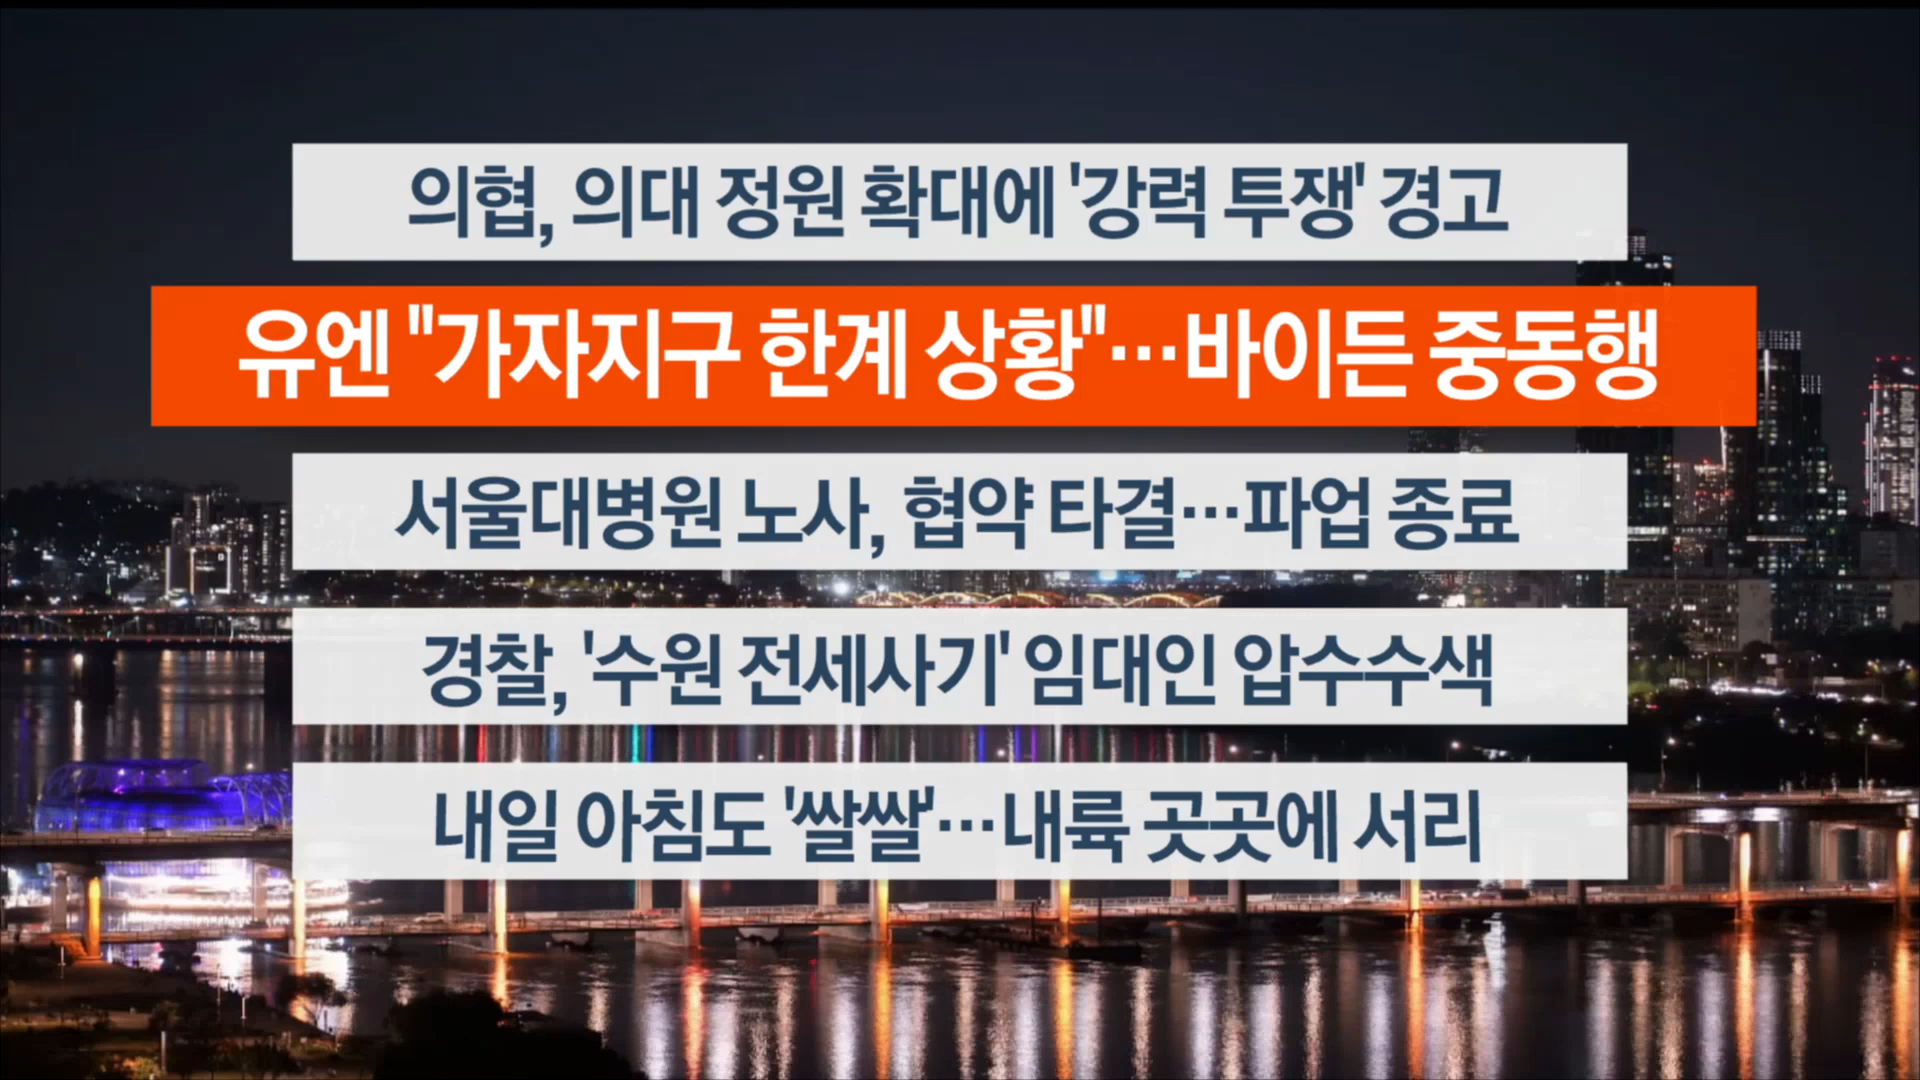 의협, 의대 정원 확대에 '강력 투쟁' 경고
유엔 "가자지구 한계 상황"…바이든 중동행
서울대병원 노사, 협약 타결…파업 종료
경찰, '수원 전세사기' 임대인 압수수색
내일 아침도 '쌀쌀'…내륙 곳곳에 서리